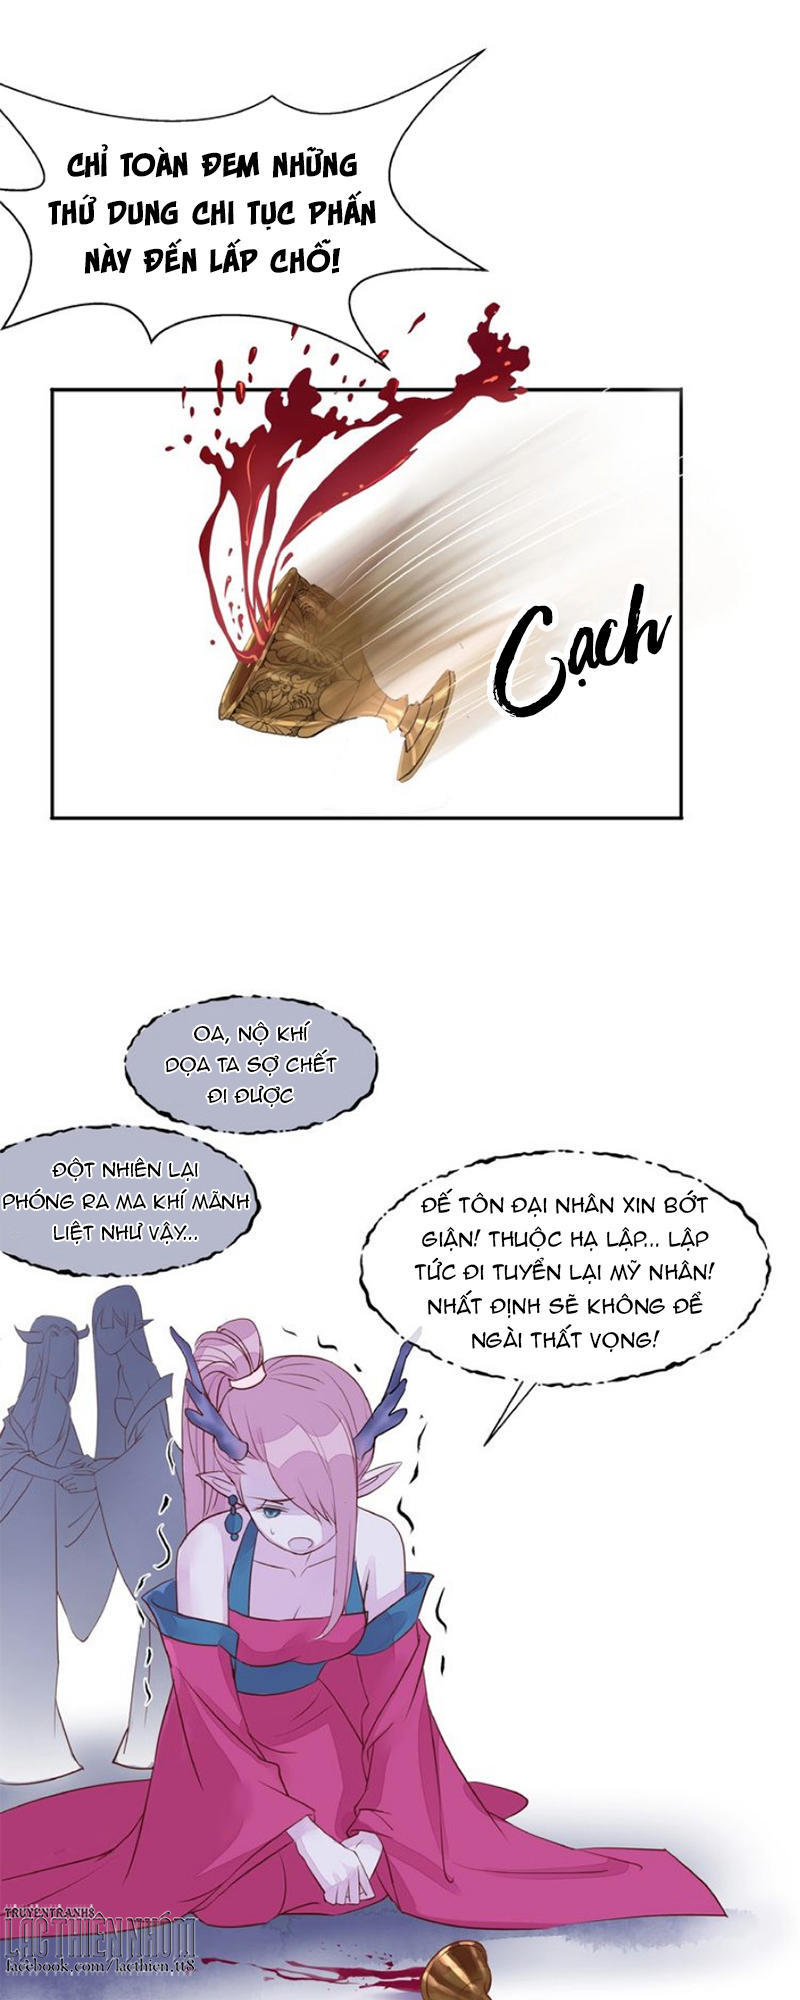 CHỈ TOÀN ĐEM NHỮNG
THỨ DUNG CHI TỤC PHẤN
NÀY ĐẾN LẤP CHỖ!
Cạch
OA, NỘ KHÍ
DỌA TA SỢ CHẾT
ĐI ĐƯỢC
ĐỘT NHIÊN LẠI
PHÓNG RA MA KHÍ MÃNH
LIỆT NHƯ VẬY...
ĐẾ TÔN ĐẠI NHÂN XIN BỚT
GIẬN! THUỘC HẠ LẬP... LẬP
TỨC ĐI TUYỂN LẠI MỸ NHÂN!
NHẤT ĐỊNH SẼ KHÔNG ĐỂ
NGÀI THẤT VỌNG!
TRUYENTRANH8
LẠC THIÊN NHÓM
facebook.com/lacthien.tt8